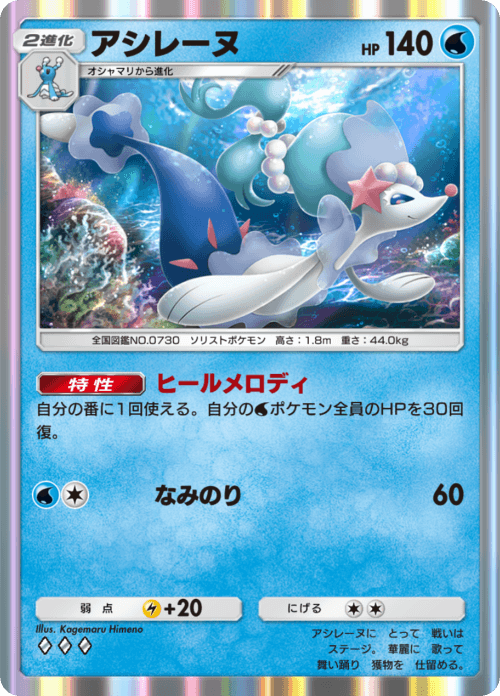 2進化 アシレーヌ HP 140
オシャマリから進化
全国図鑑NO.0730 ソリストポケモン 高さ：1.8m 重さ：44.0kg
特性 ヒールメロディ
自分の番に1回使える。自分のポケモン全員のHPを30回
復。
なみのり 60
弱点 +20 にげる
Illus. Kagemaru Himeno
アシレーヌに とって 戦いは
ステージ。 華麗に 歌って
舞い踊り 獲物を 仕留める。